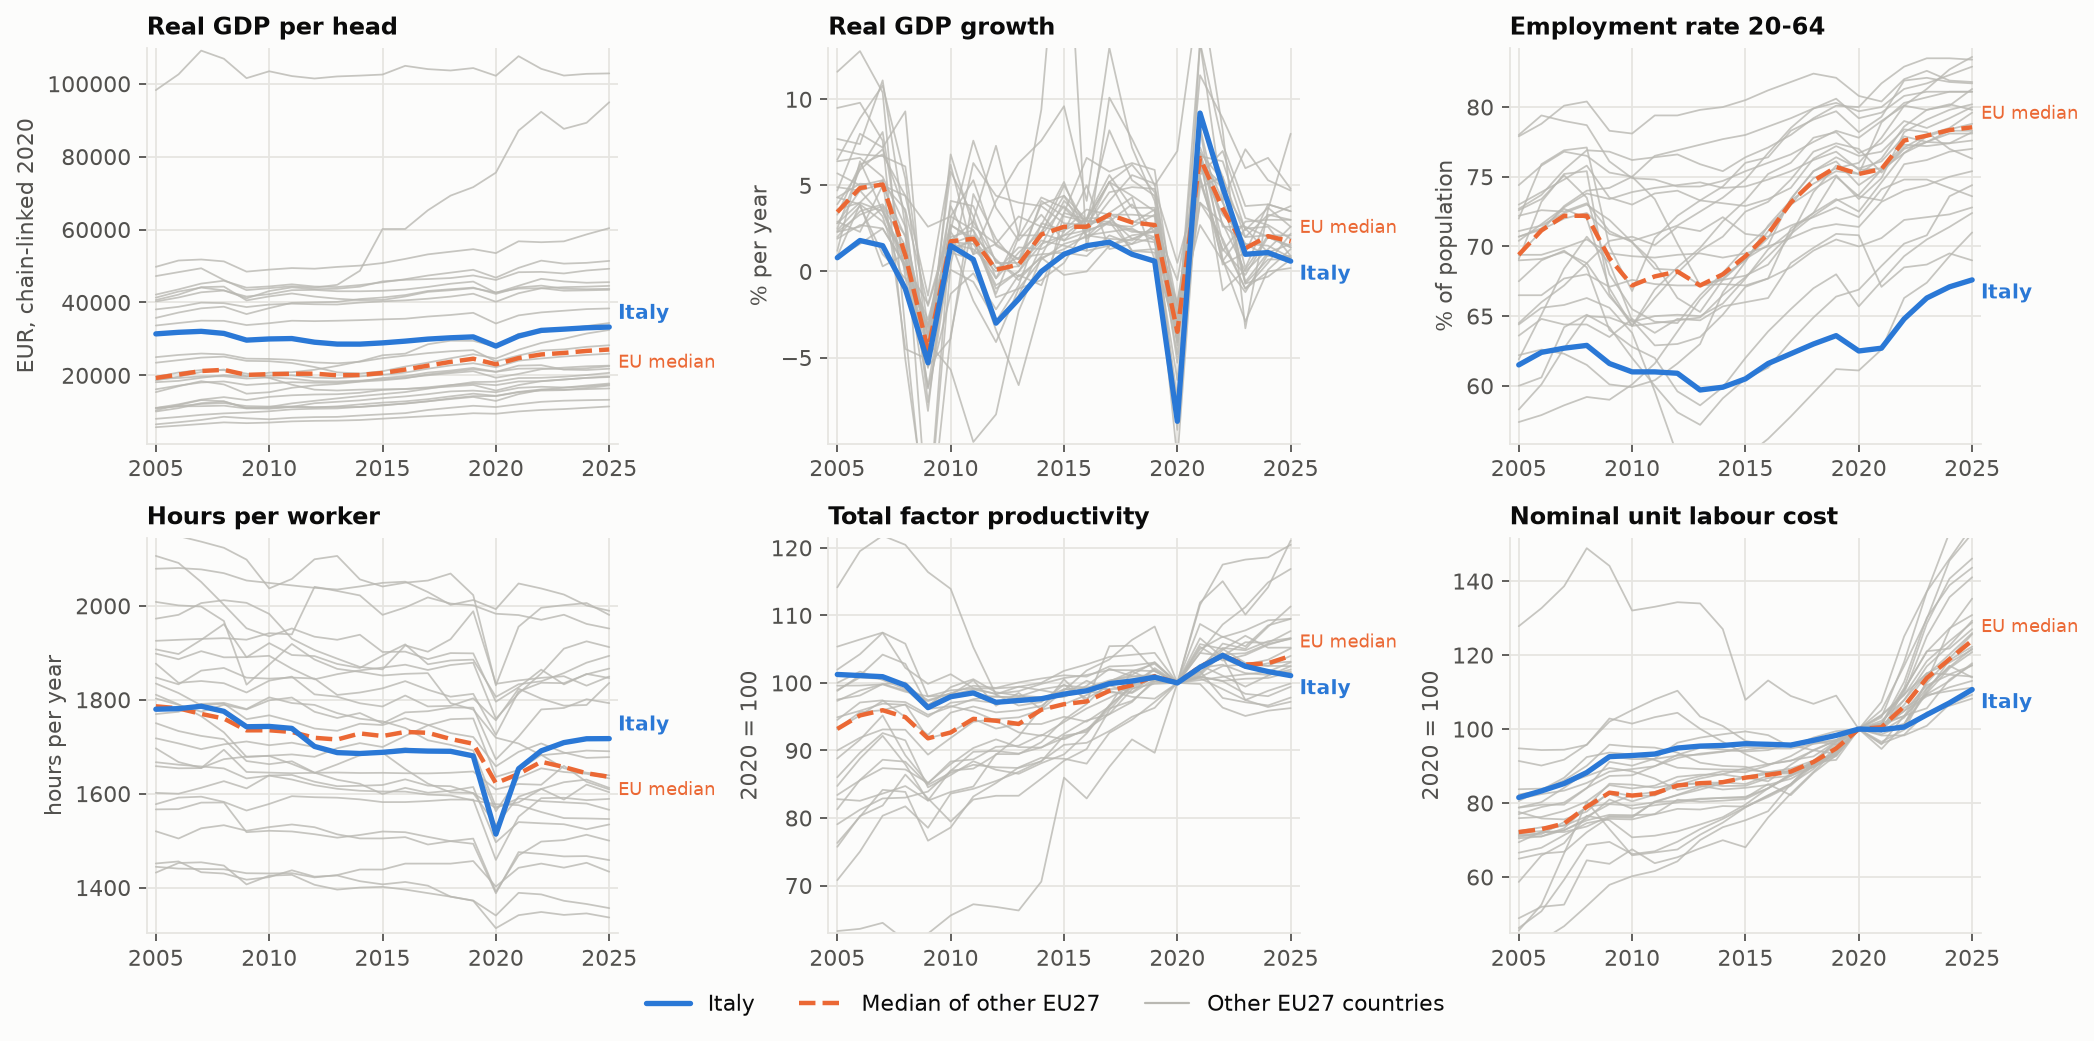 Real GDP per head
EUR, chain-linked 2020
100000
80000
60000
40000
20000
2005 2010 2015 2020 2025
Italy
EU median
Real GDP growth
% per year
10
5
0
−5
2005 2010 2015 2020 2025
EU median
Italy
Employment rate 20-64
% of population
80
75
70
65
60
2005 2010 2015 2020 2025
EU median
Italy
Hours per worker
hours per year
2000
1800
1600
1400
2005 2010 2015 2020 2025
Italy
EU median
Total factor productivity
2020 = 100
120
110
100
90
80
70
2005 2010 2015 2020 2025
EU median
Italy
Nominal unit labour cost
2020 = 100
140
120
100
80
60
2005 2010 2015 2020 2025
EU median
Italy
Italy Median of other EU27 Other EU27 countries